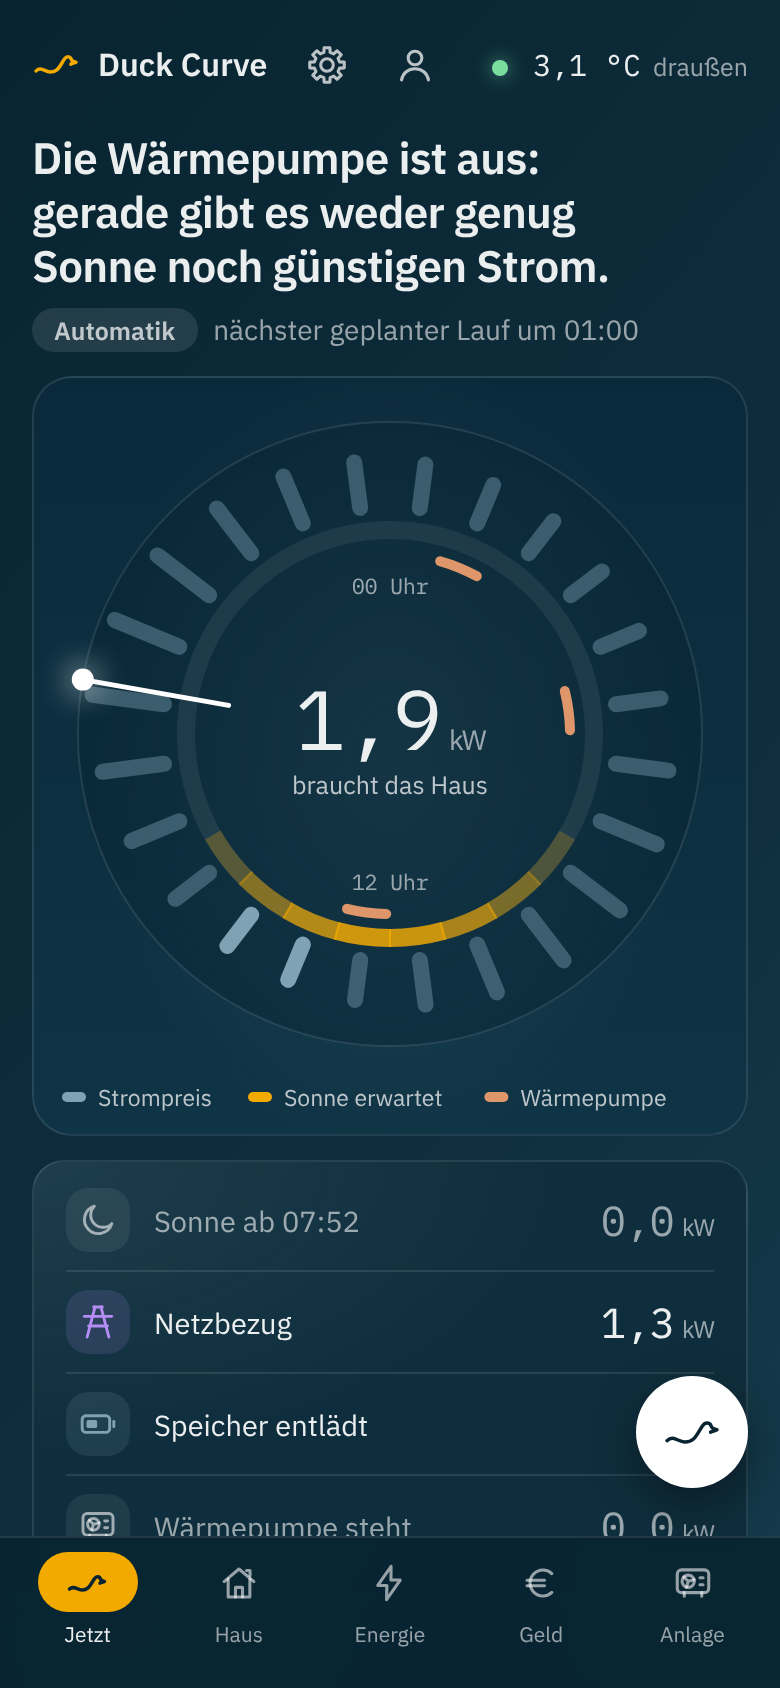 Duck Curve
3,1 °C draußen
Die Wärmepumpe ist aus:
gerade gibt es weder genug
Sonne noch günstigen Strom.
Automatik nächster geplanter Lauf um 01:00
00 Uhr
1,9 kW
braucht das Haus
12 Uhr
Strompreis Sonne erwartet Wärmepumpe
Sonne ab 07:52 0,0 kW
Netzbezug 1,3 kW
Speicher entlädt
Wärmepumpe steht 0,0 kW
Jetzt Haus Energie Geld Anlage